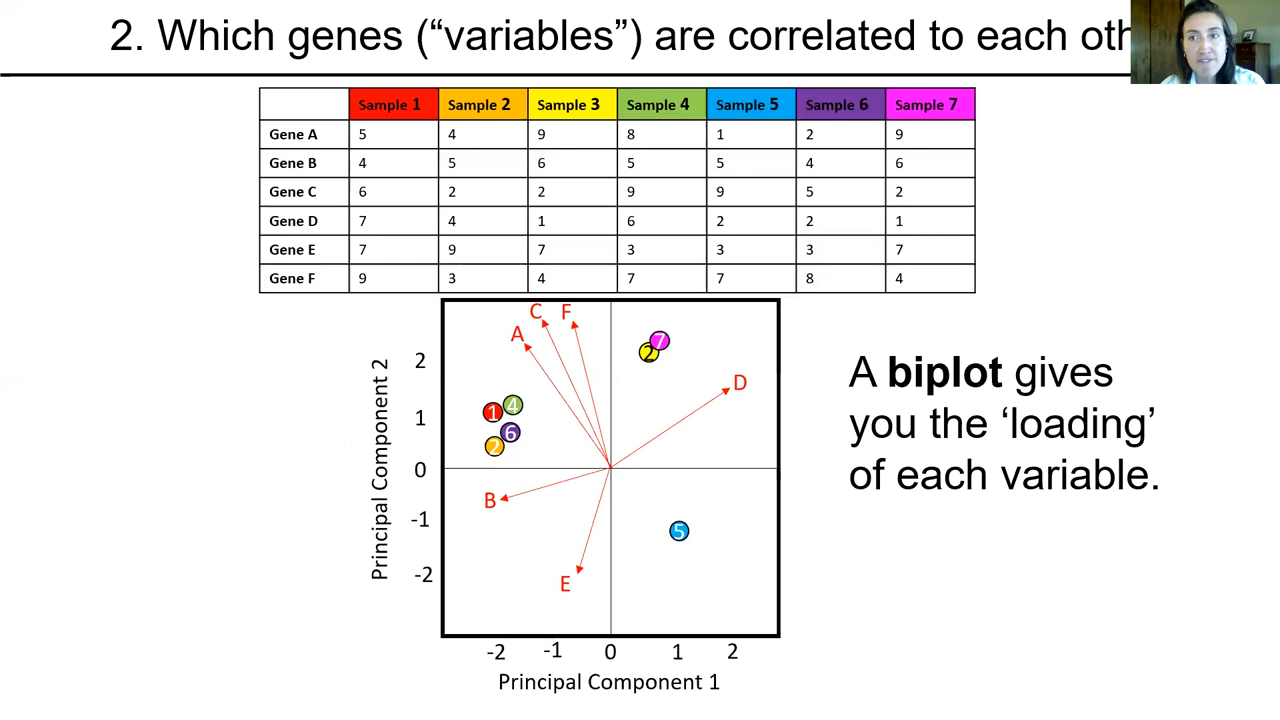 2. Which genes (“variables”) are correlated to each oth
Sample 1 Sample 2 Sample 3 Sample 4 Sample 5 Sample 6 Sample 7
Gene A 5 4 9 8 1 2 9
Gene B 4 5 6 5 5 4 6
Gene C 6 2 2 9 9 5 2
Gene D 7 4 1 6 2 2 1
Gene E 7 9 7 3 3 3 7
Gene F 9 3 4 7 7 8 4
C F
A
7
2
D
4
1
6
2
B
5
E
2
1
0
-1
-2
Principal Component 2
-2 -1 0 1 2
Principal Component 1
A biplot gives
you the ‘loading’
of each variable.